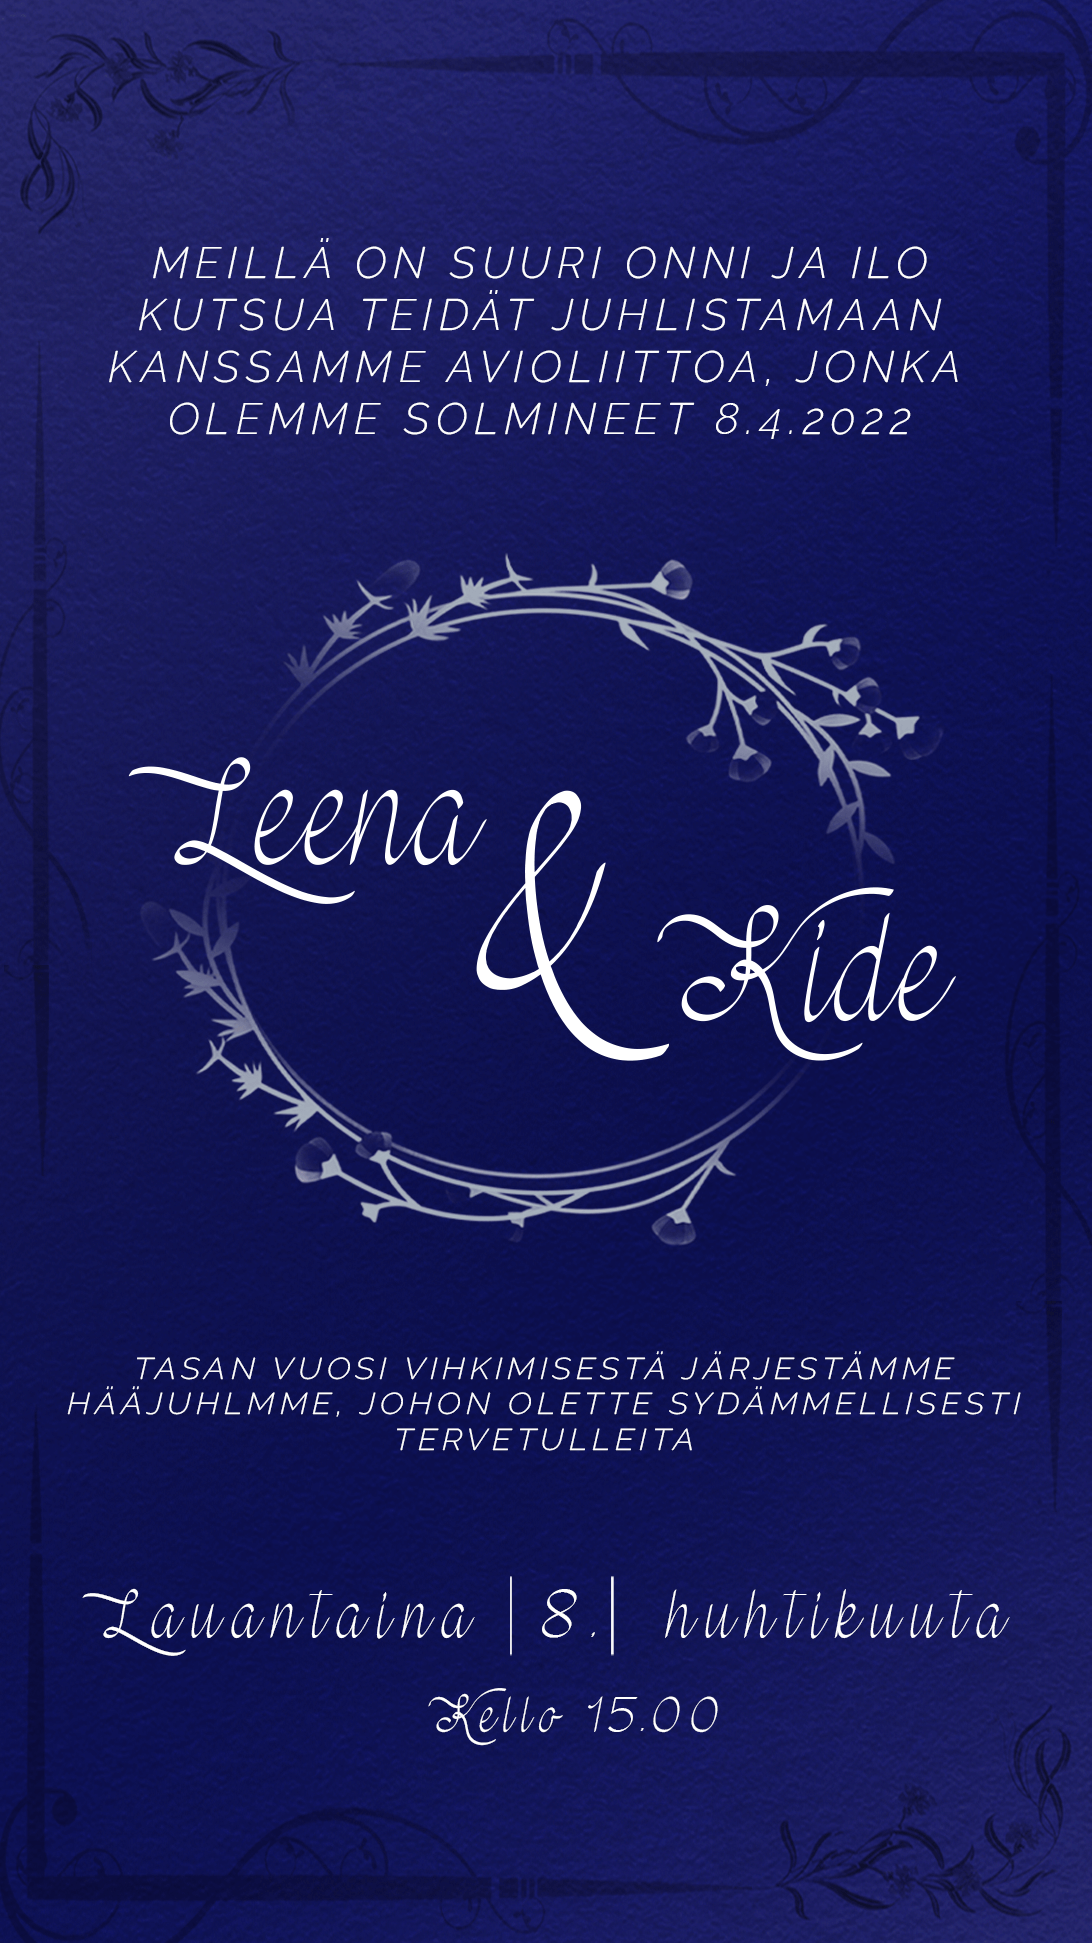 MEILLÄ ON SUURI ONNI JA ILO
KUTSUA TEIDÄT JUHLISTAMAAN
KANSSAMME AVIOLIITTOA, JONKA
OLEMME SOLMINEET 8.4.2022
Leena
&
Kide
TASAN VUOSI VIHKIMISESTÄ JÄRJESTÄMME
HÄÄJUHLMME, JOHON OLETTE SYDÄMMELLISESTI
TERVETULLEITA
Lauantaina | 8. | huhtikuuta
Kello 15.00